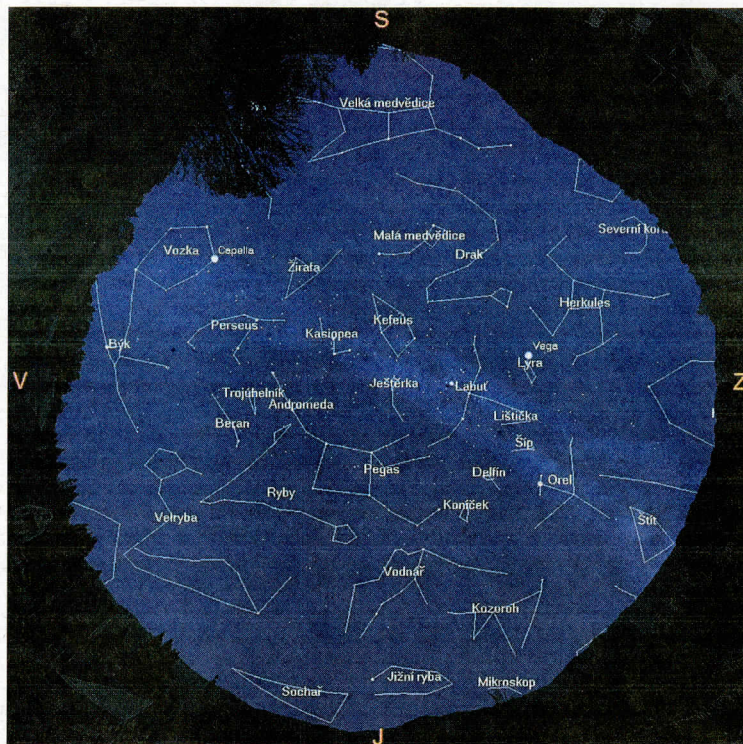 S
Velká medvědice
Malá medvědice
Severní koru
Vozka
Capella
Drak
Žirafa
Herkules
Perseus
Kasiopea
Kefeus
Býk
Vega
Lyra
V
Ještěrka
Labuť
Z
Trojúhelník
Andromeda
Lištička
Beran
Šíp
Pegas
Delfín
Orel
Ryby
Koníček
Velryba
Štít
Vodnář
Kozoroh
Jižní ryba
Mikroskop
Sochař
J